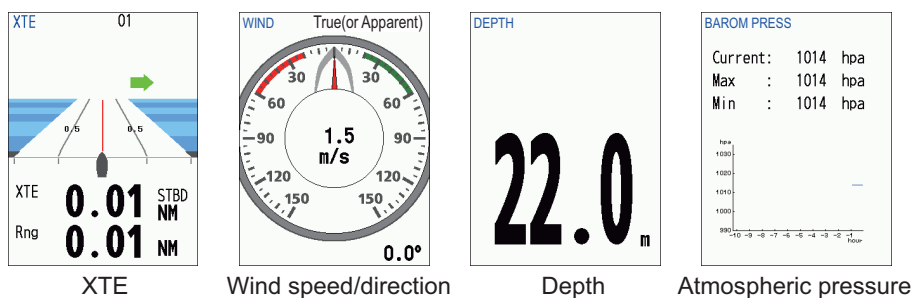 XTE 01
0.5 0.5
XTE 0.01 STBD NM
Rng 0.01 NM
XTE
WIND True(or Apparent)
30 30
60 60
90 90
120 120
150 150
1.5
m/s
0.0°
Wind speed/direction
DEPTH
22.0 m
Depth
BAROM PRESS
Current: 1014 hpa
Max : 1014 hpa
Min : 1014 hpa
hpa
1030
1020
1010
1000
990
-10 -9 -8 -7 -6 -5 -4 -3 -2 -1
hour
Atmospheric pressure